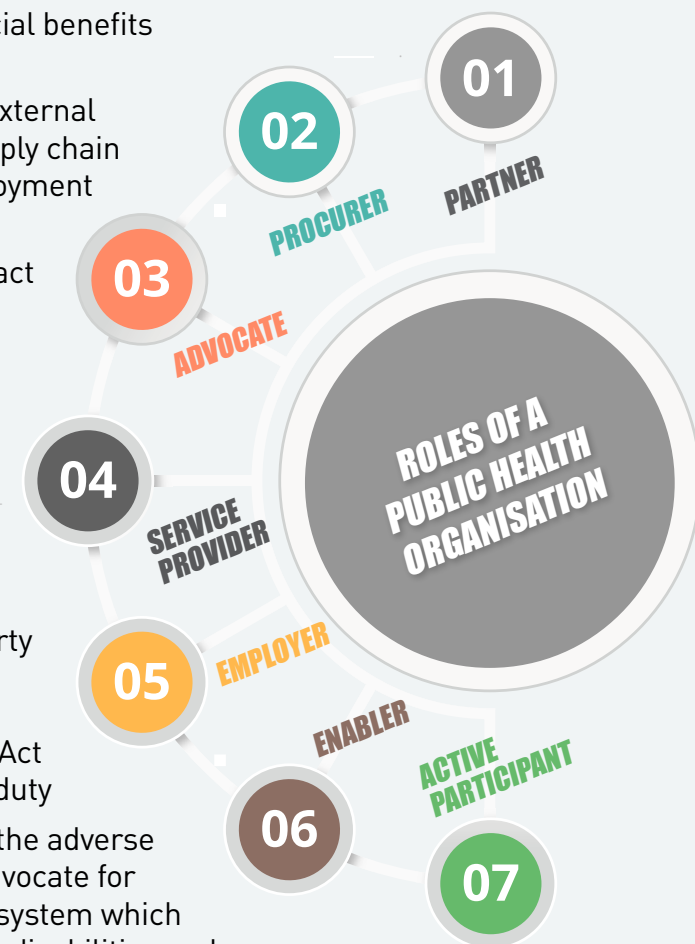 cial benefits
xternal
ply chain
oyment
act
rty
Act
duty
the adverse
vocate for
system which
01
PARTNER
02
PROCURER
03
ADVOCATE
04
SERVICE
PROVIDER
05
EMPLOYER
06
ENABLER
07
ACTIVE
PARTICIPANT
ROLES OF A
PUBLIC HEALTH
ORGANISATION